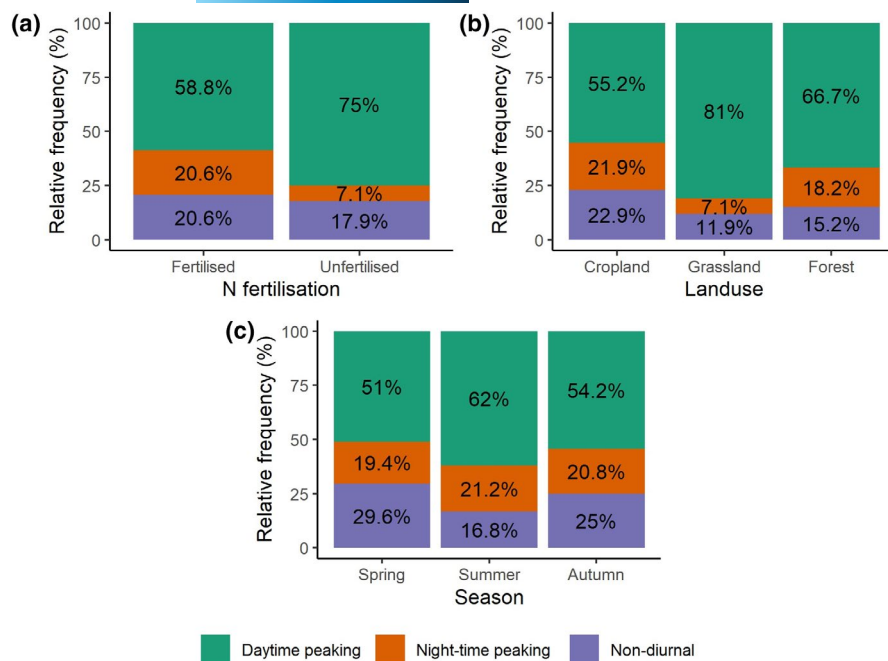 (a)
Relative frequency (%)
100
75
50
25
0
58.8%
20.6%
20.6%
75%
7.1%
17.9%
Fertilised
Unfertilised
N fertilisation
(b)
Relative frequency (%)
100
75
50
25
0
55.2%
21.9%
22.9%
81%
7.1%
11.9%
66.7%
18.2%
15.2%
Cropland
Grassland
Forest
Landuse
(c)
Relative frequency (%)
100
75
50
25
0
51%
19.4%
29.6%
62%
21.2%
16.8%
54.2%
20.8%
25%
Spring
Summer
Autumn
Season
Daytime peaking
Night-time peaking
Non-diurnal